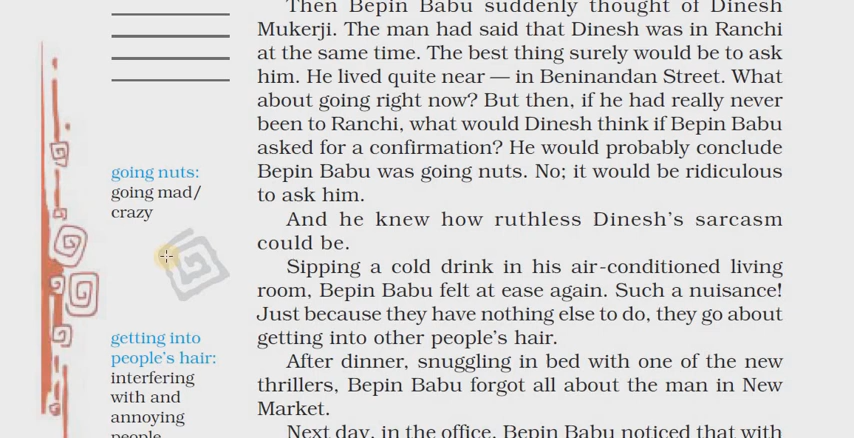 Then Bepin Babu suddenly thought of Dinesh
Mukerji. The man had said that Dinesh was in Ranchi
at the same time. The best thing surely would be to ask
him. He lived quite near — in Beninandan Street. What
about going right now? But then, if he had really never
been to Ranchi, what would Dinesh think if Bepin Babu
asked for a confirmation? He would probably conclude
Bepin Babu was going nuts. No; it would be ridiculous
to ask him.
And he knew how ruthless Dinesh's sarcasm
could be.
Sipping a cold drink in his air-conditioned living
room, Bepin Babu felt at ease again. Such a nuisance!
Just because they have nothing else to do, they go about
getting into other people's hair.
After dinner, snuggling in bed with one of the new
thrillers, Bepin Babu forgot all about the man in New
Market.
Next day, in the office, Bepin Babu noticed that with
going nuts:
going mad/
crazy
getting into
people's hair:
interfering
with and
annoying
people